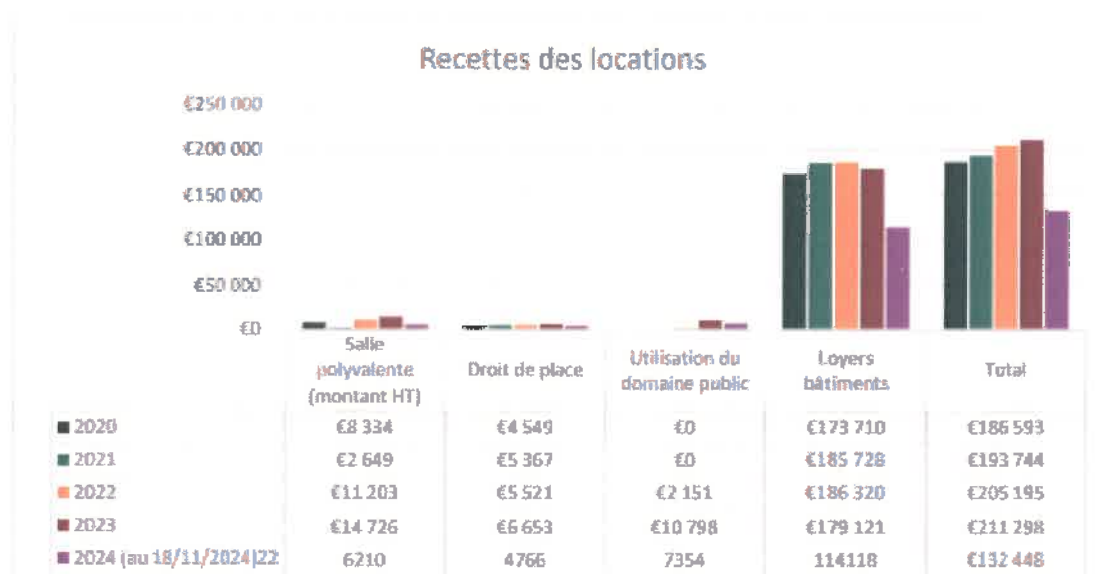 Recettes des locations
€250 000
€200 000
€150 000
€100 000
€50 000
€0
Salle polyvalente (montant HT) Droit de place Utilisation du domaine public Loyers bâtiments Total
2020 €8 334 €4 549 €0 €173 710 €186 593
2021 €2 649 €5 367 €0 €185 728 €193 744
2022 €11 203 €5 521 €2 151 €186 320 €205 195
2023 €14 726 €6 653 €10 798 €179 121 €211 298
2024 (au 18/11/2024)22 6210 4766 7354 114118 €132 448